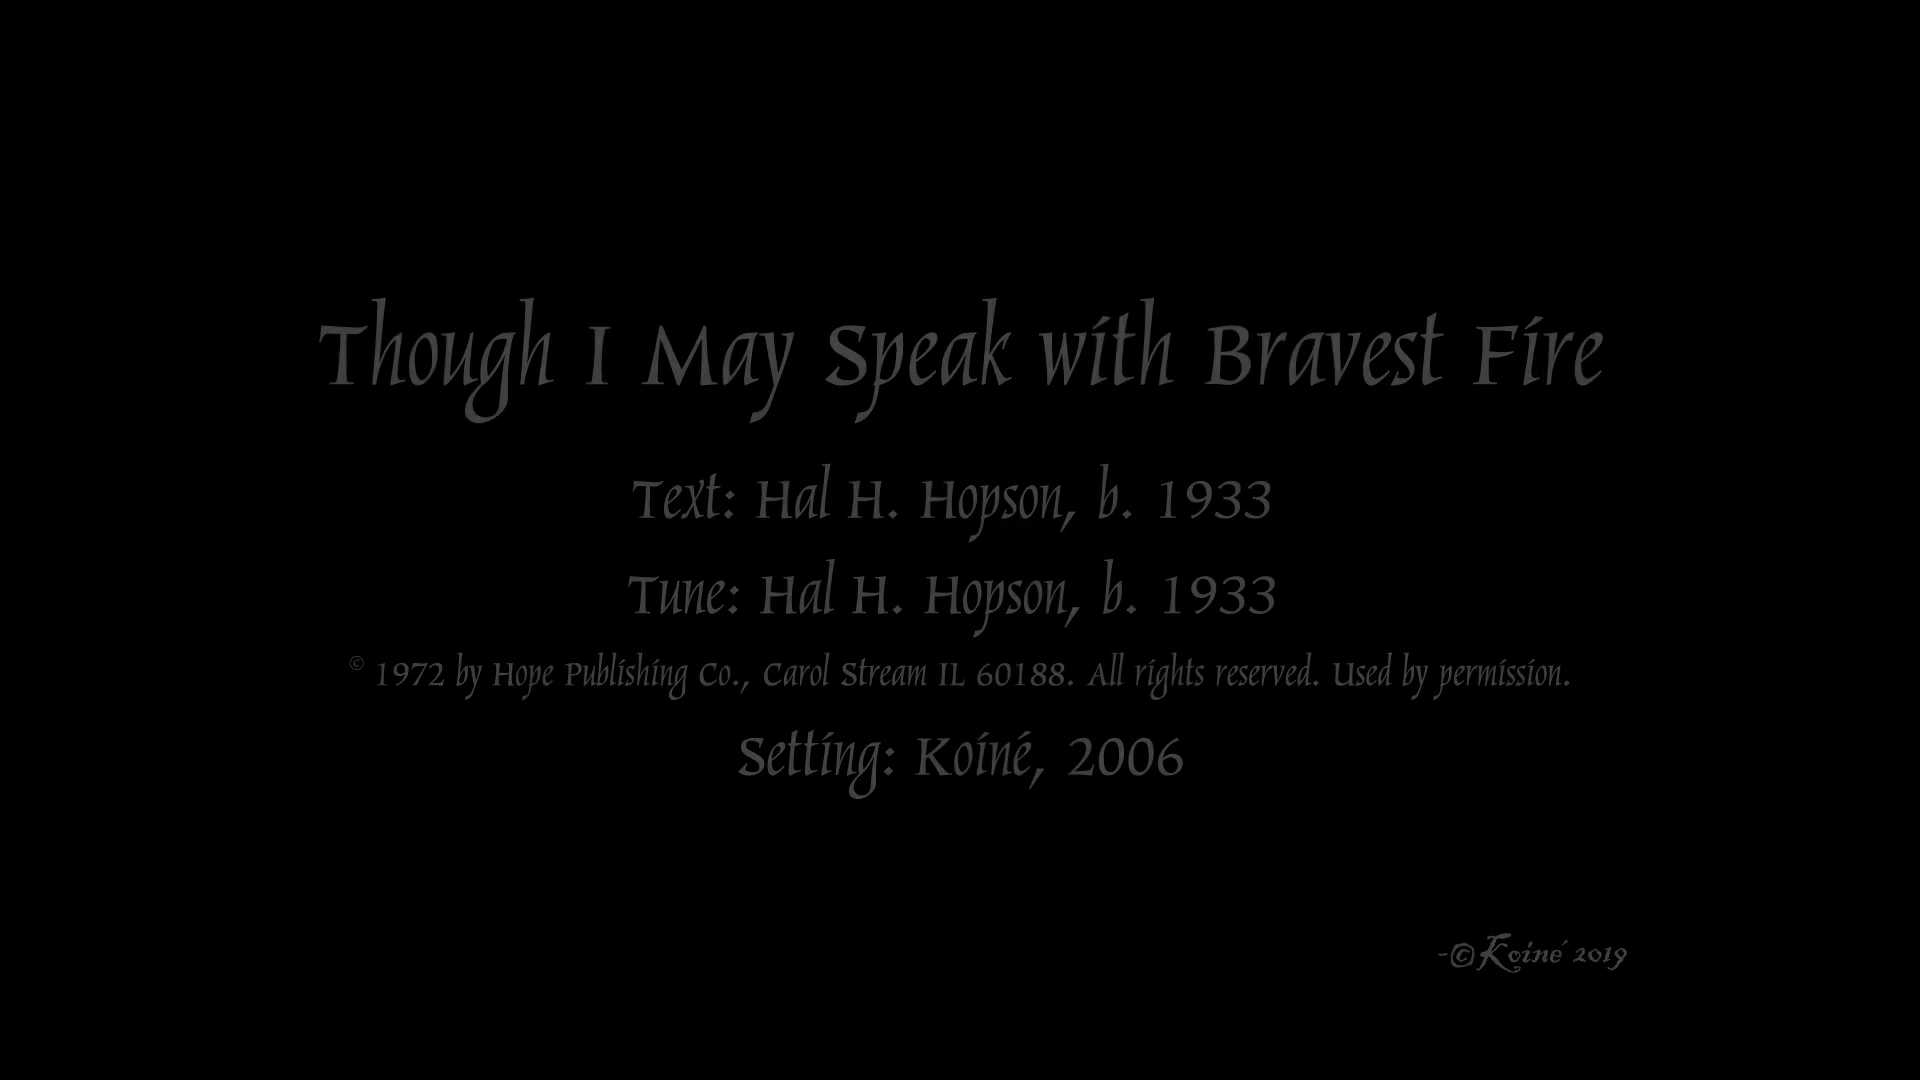 Though I May Speak with Bravest Fire
Text: Hal H. Hopson, b. 1933
Tune: Hal H. Hopson, b. 1933
© 1972 by Hope Publishing Co., Carol Stream IL 60188. All rights reserved. Used by permission.
Setting: Koiné, 2006
-©Koiné 2019